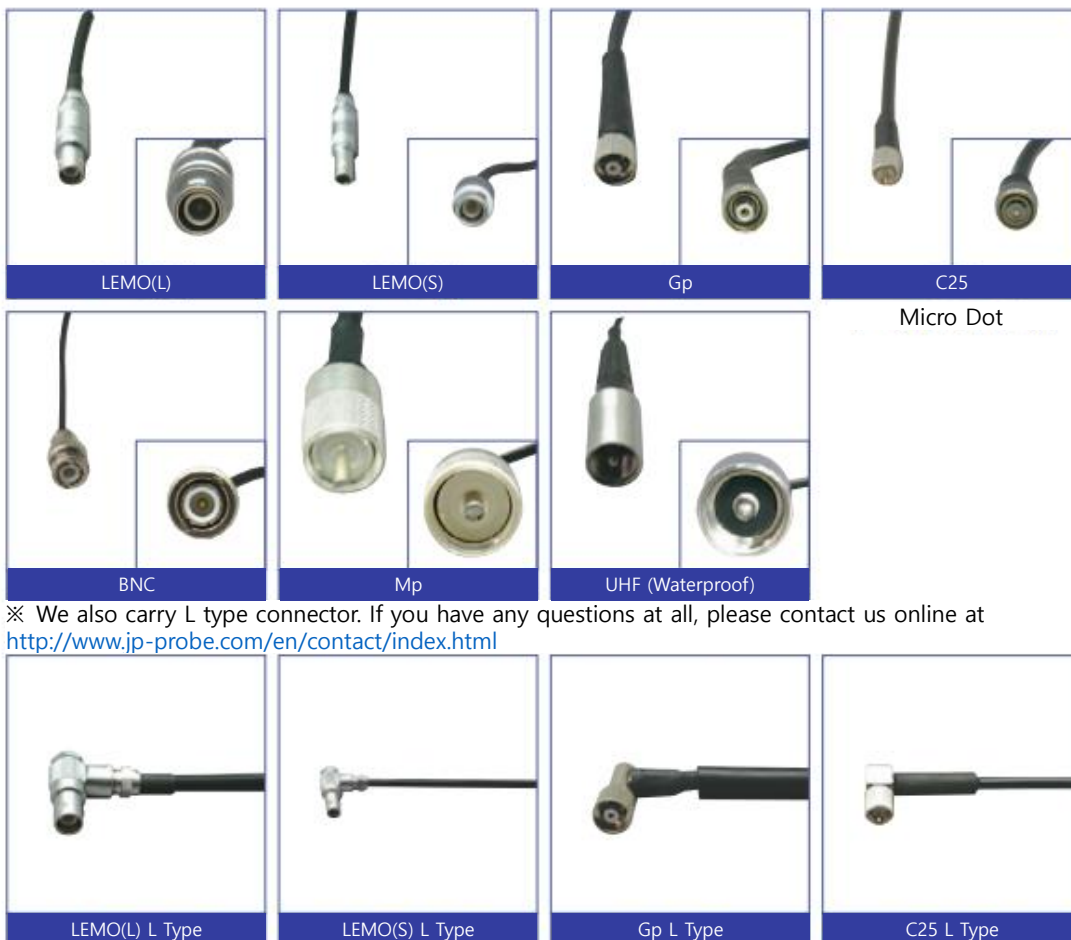 LEMO(L)
LEMO(S)
Gp
C25
Micro Dot
BNC
Mp
UHF (Waterproof)
※ We also carry L type connector. If you have any questions at all, please contact us online at
http://www.jp-probe.com/en/contact/index.html
LEMO(L) L Type
LEMO(S) L Type
Gp L Type
C25 L Type